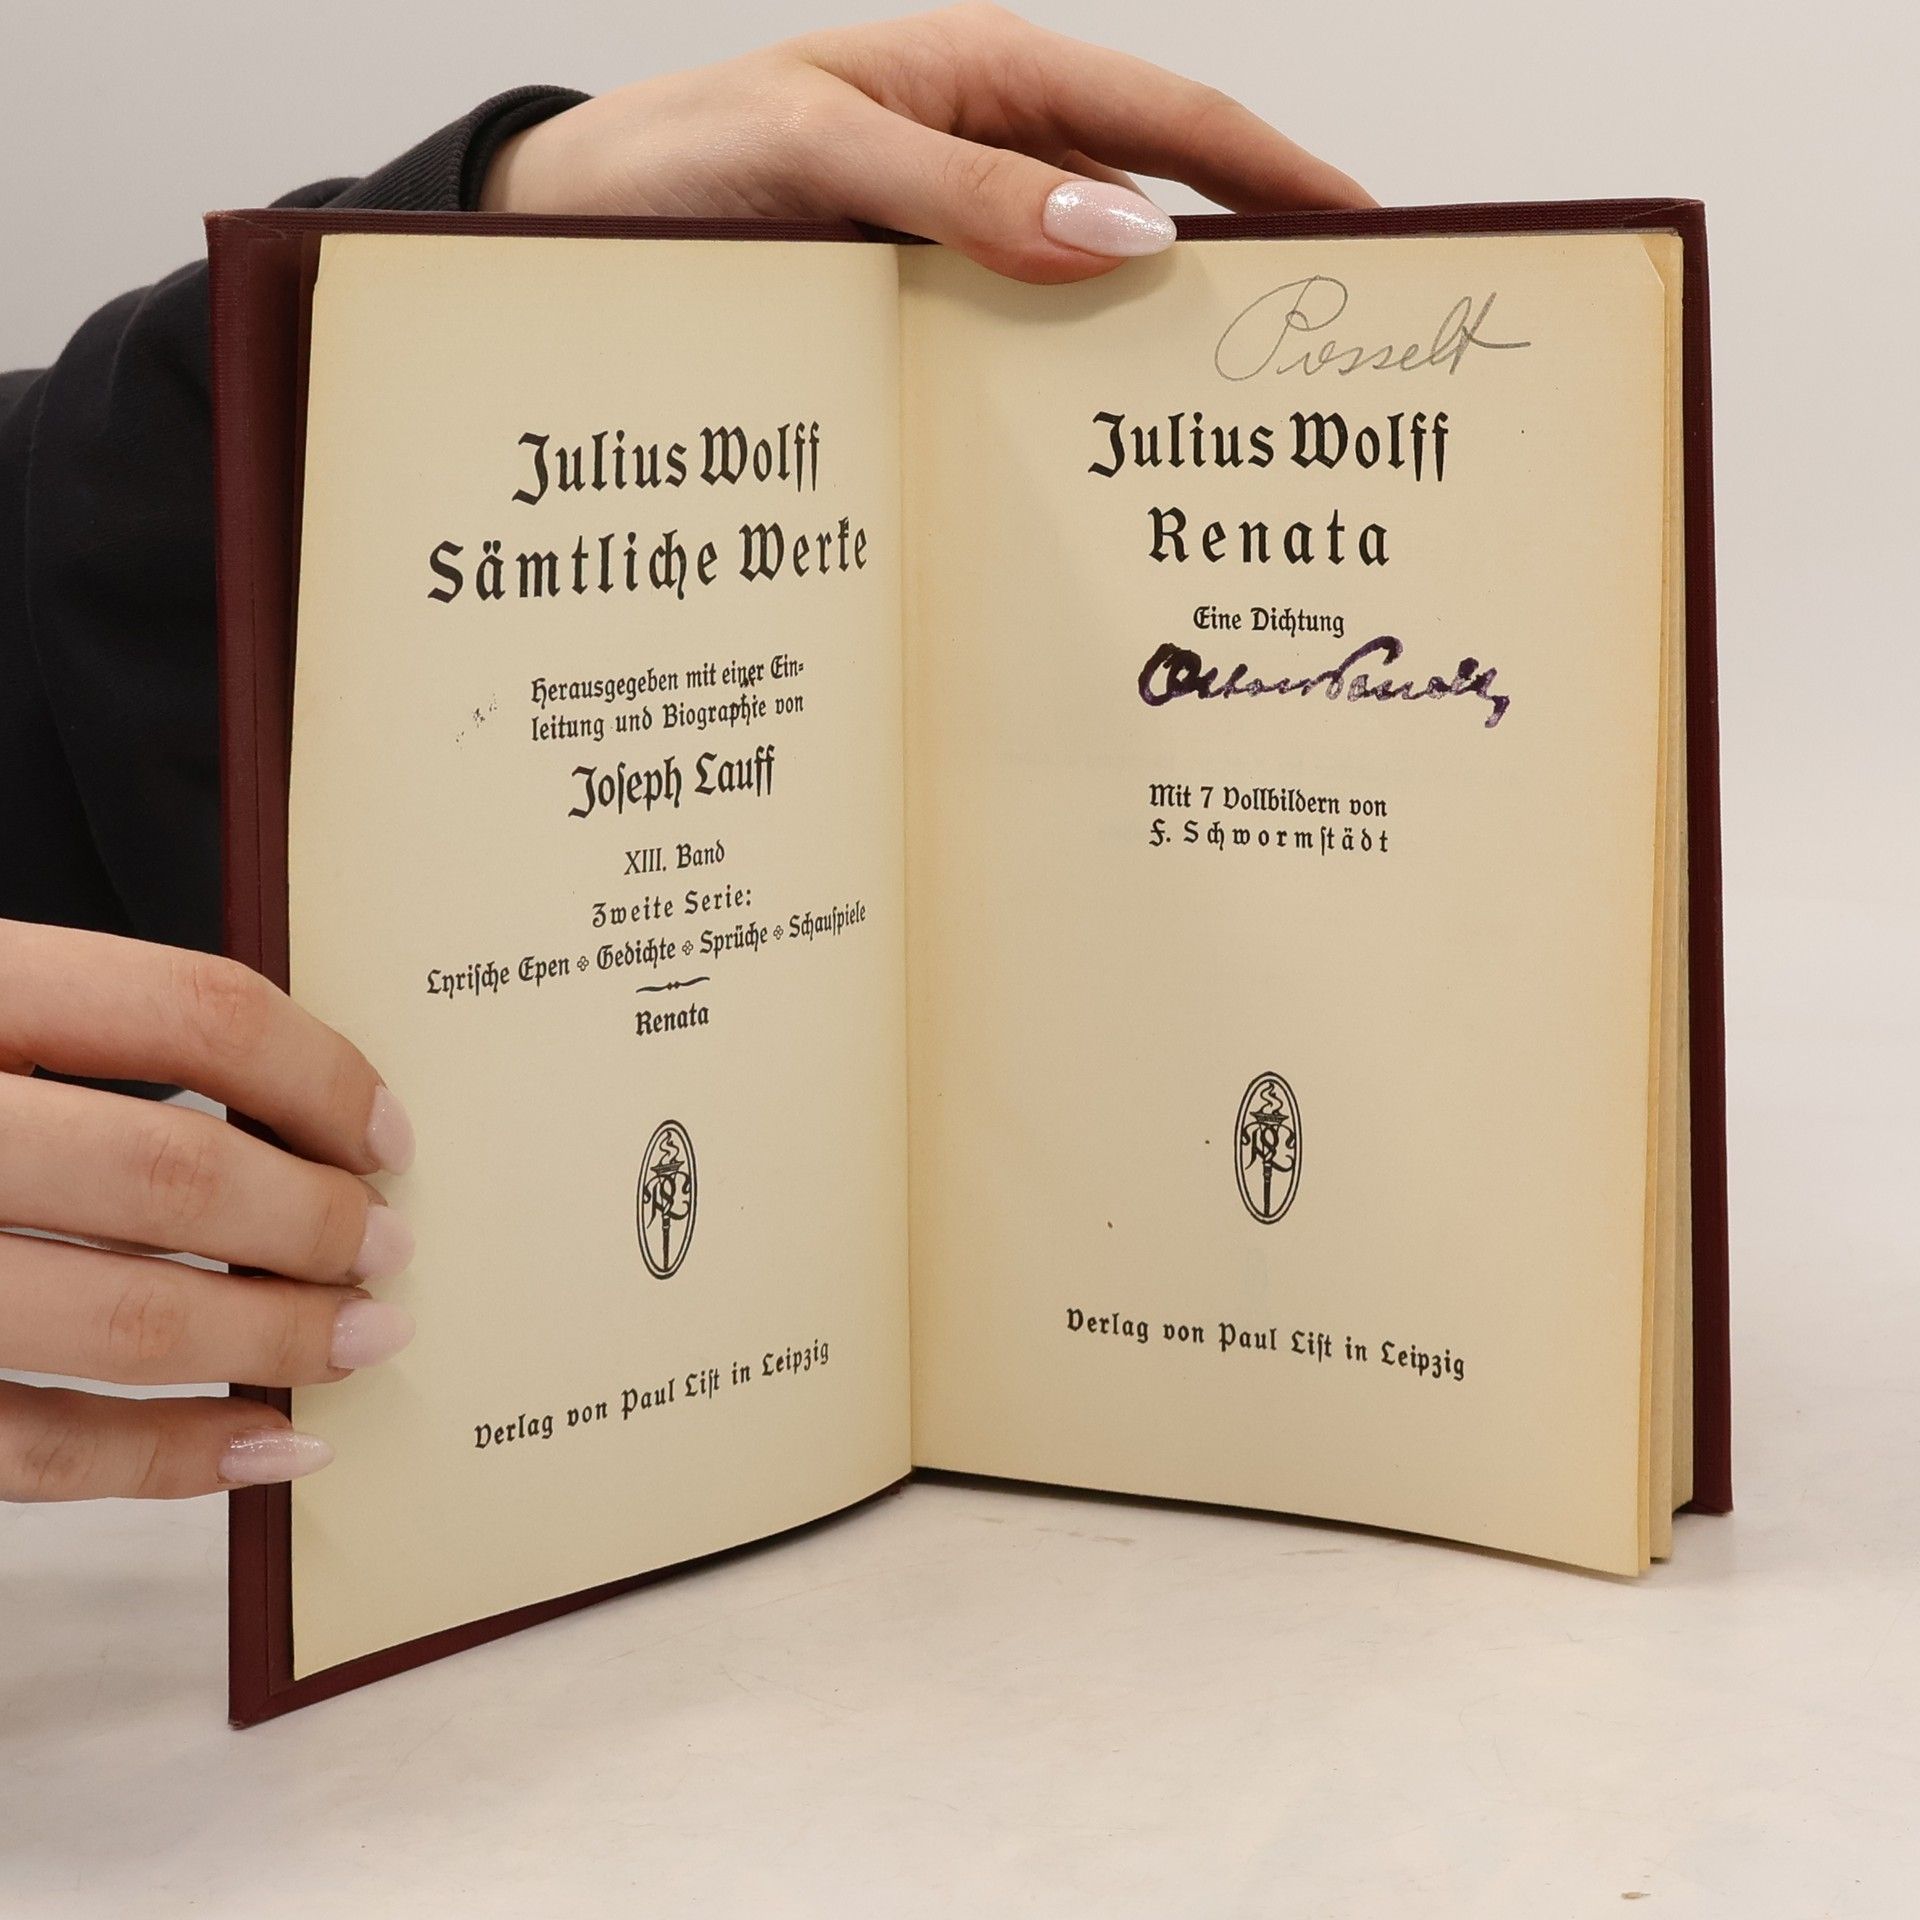 Julius Wolff
Sämtliche Werke
Herausgegeben mit einer Ein-
leitung und Biographie von
Joseph Lauff
XIII. Band
Zweite Serie:
Lyrische Epen Gedichte Sprüche Schauspiele
Renata
Verlag von Paul List in Leipzig
Posselt
Julius Wolff
Renata
Eine Dichtung
Mit 7 Vollbildern von
F. Schwormstädt
Verlag von Paul List in Leipzig